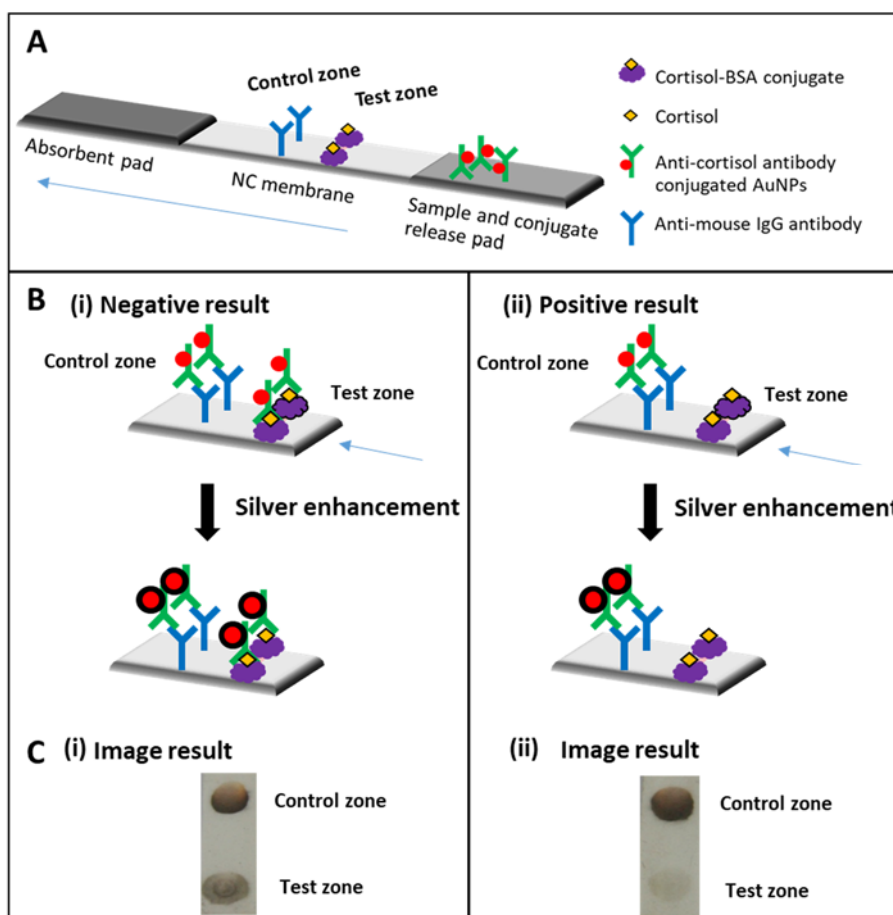 A
Control zone
Test zone
Absorbent pad
NC membrane
Sample and conjugate
release pad
Cortisol-BSA conjugate
Cortisol
Anti-cortisol antibody
conjugated AuNPs
Anti-mouse IgG antibody
B
(i) Negative result
Control zone
Test zone
Silver enhancement
(ii) Positive result
Control zone
Test zone
Silver enhancement
C
(i) Image result
Control zone
Test zone
(ii) Image result
Control zone
Test zone